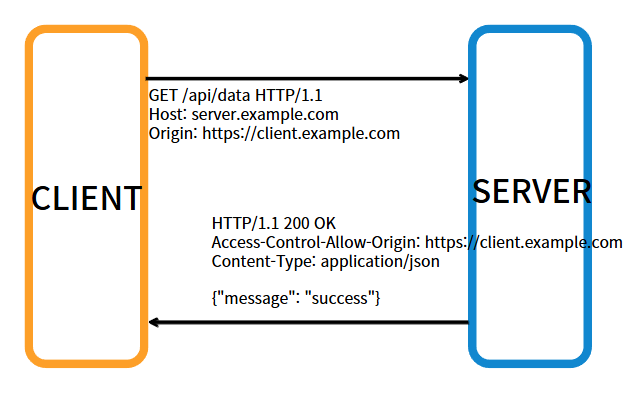 GET /api/data HTTP/1.1
Host: server.example.com
Origin: https://client.example.com
CLIENT
SERVER
HTTP/1.1 200 OK
Access-Control-Allow-Origin: https://client.example.com
Content-Type: application/json
{"message": "success"}